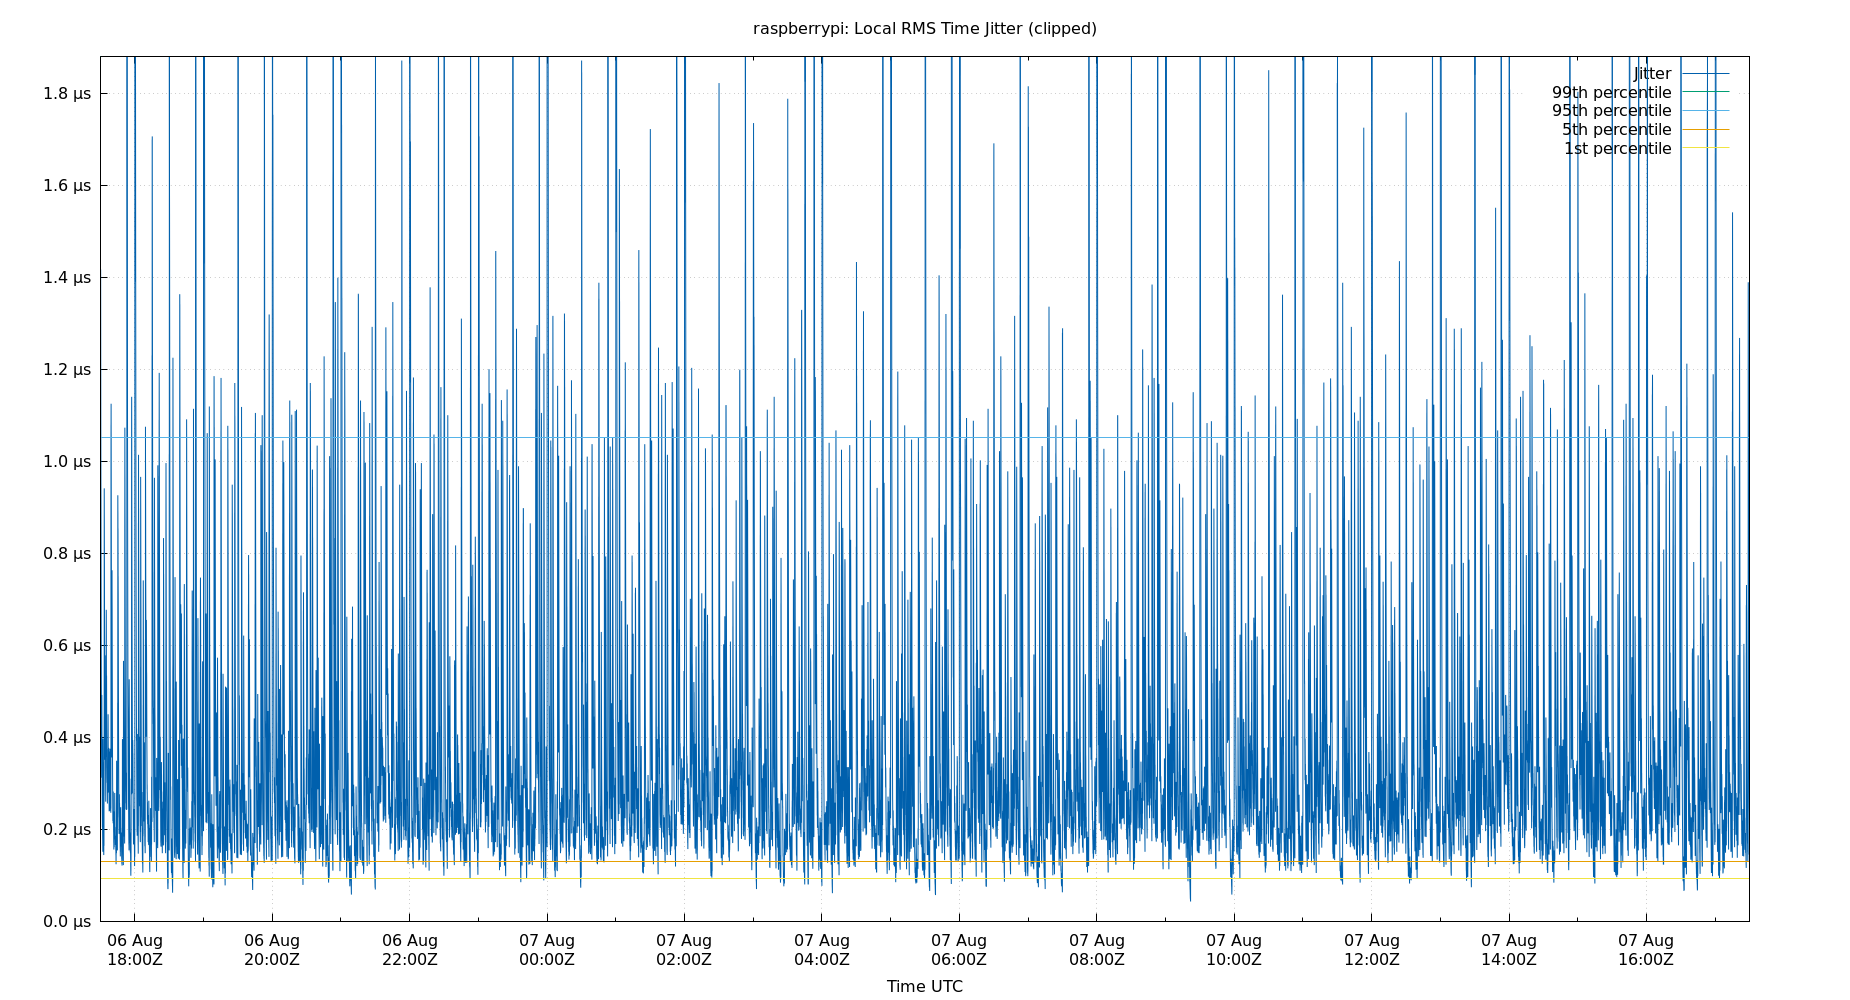 raspberrypi: Local RMS Time Jitter (clipped)
Jitter
99th percentile
95th percentile
5th percentile
1st percentile
1.8 µs
1.6 µs
1.4 µs
1.2 µs
1.0 µs
0.8 µs
0.6 µs
0.4 µs
0.2 µs
0.0 µs
06 Aug 06 Aug 06 Aug 07 Aug 07 Aug 07 Aug 07 Aug 07 Aug 07 Aug 07 Aug 07 Aug 07 Aug
18:00Z 20:00Z 22:00Z 00:00Z 02:00Z 04:00Z 06:00Z 08:00Z 10:00Z 12:00Z 14:00Z 16:00Z
Time UTC